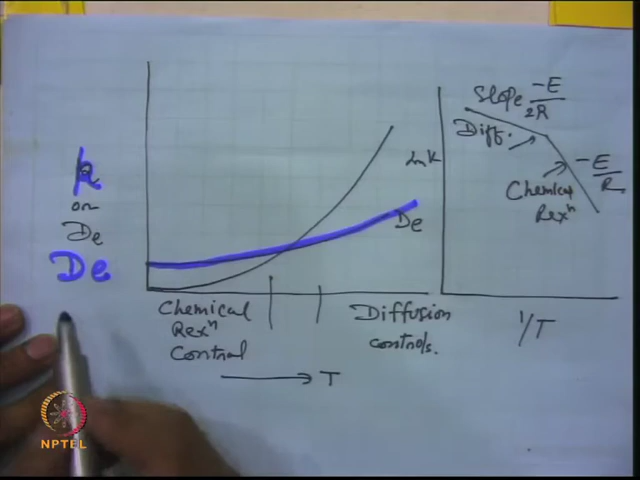 k
or
De
De
De
Chemical
Rexⁿ
Control
Diffusion
controls.
T
ln k
Slope -E/2R
Diff.
-E/R
Chemical
Rexⁿ
1/T
NPTEL